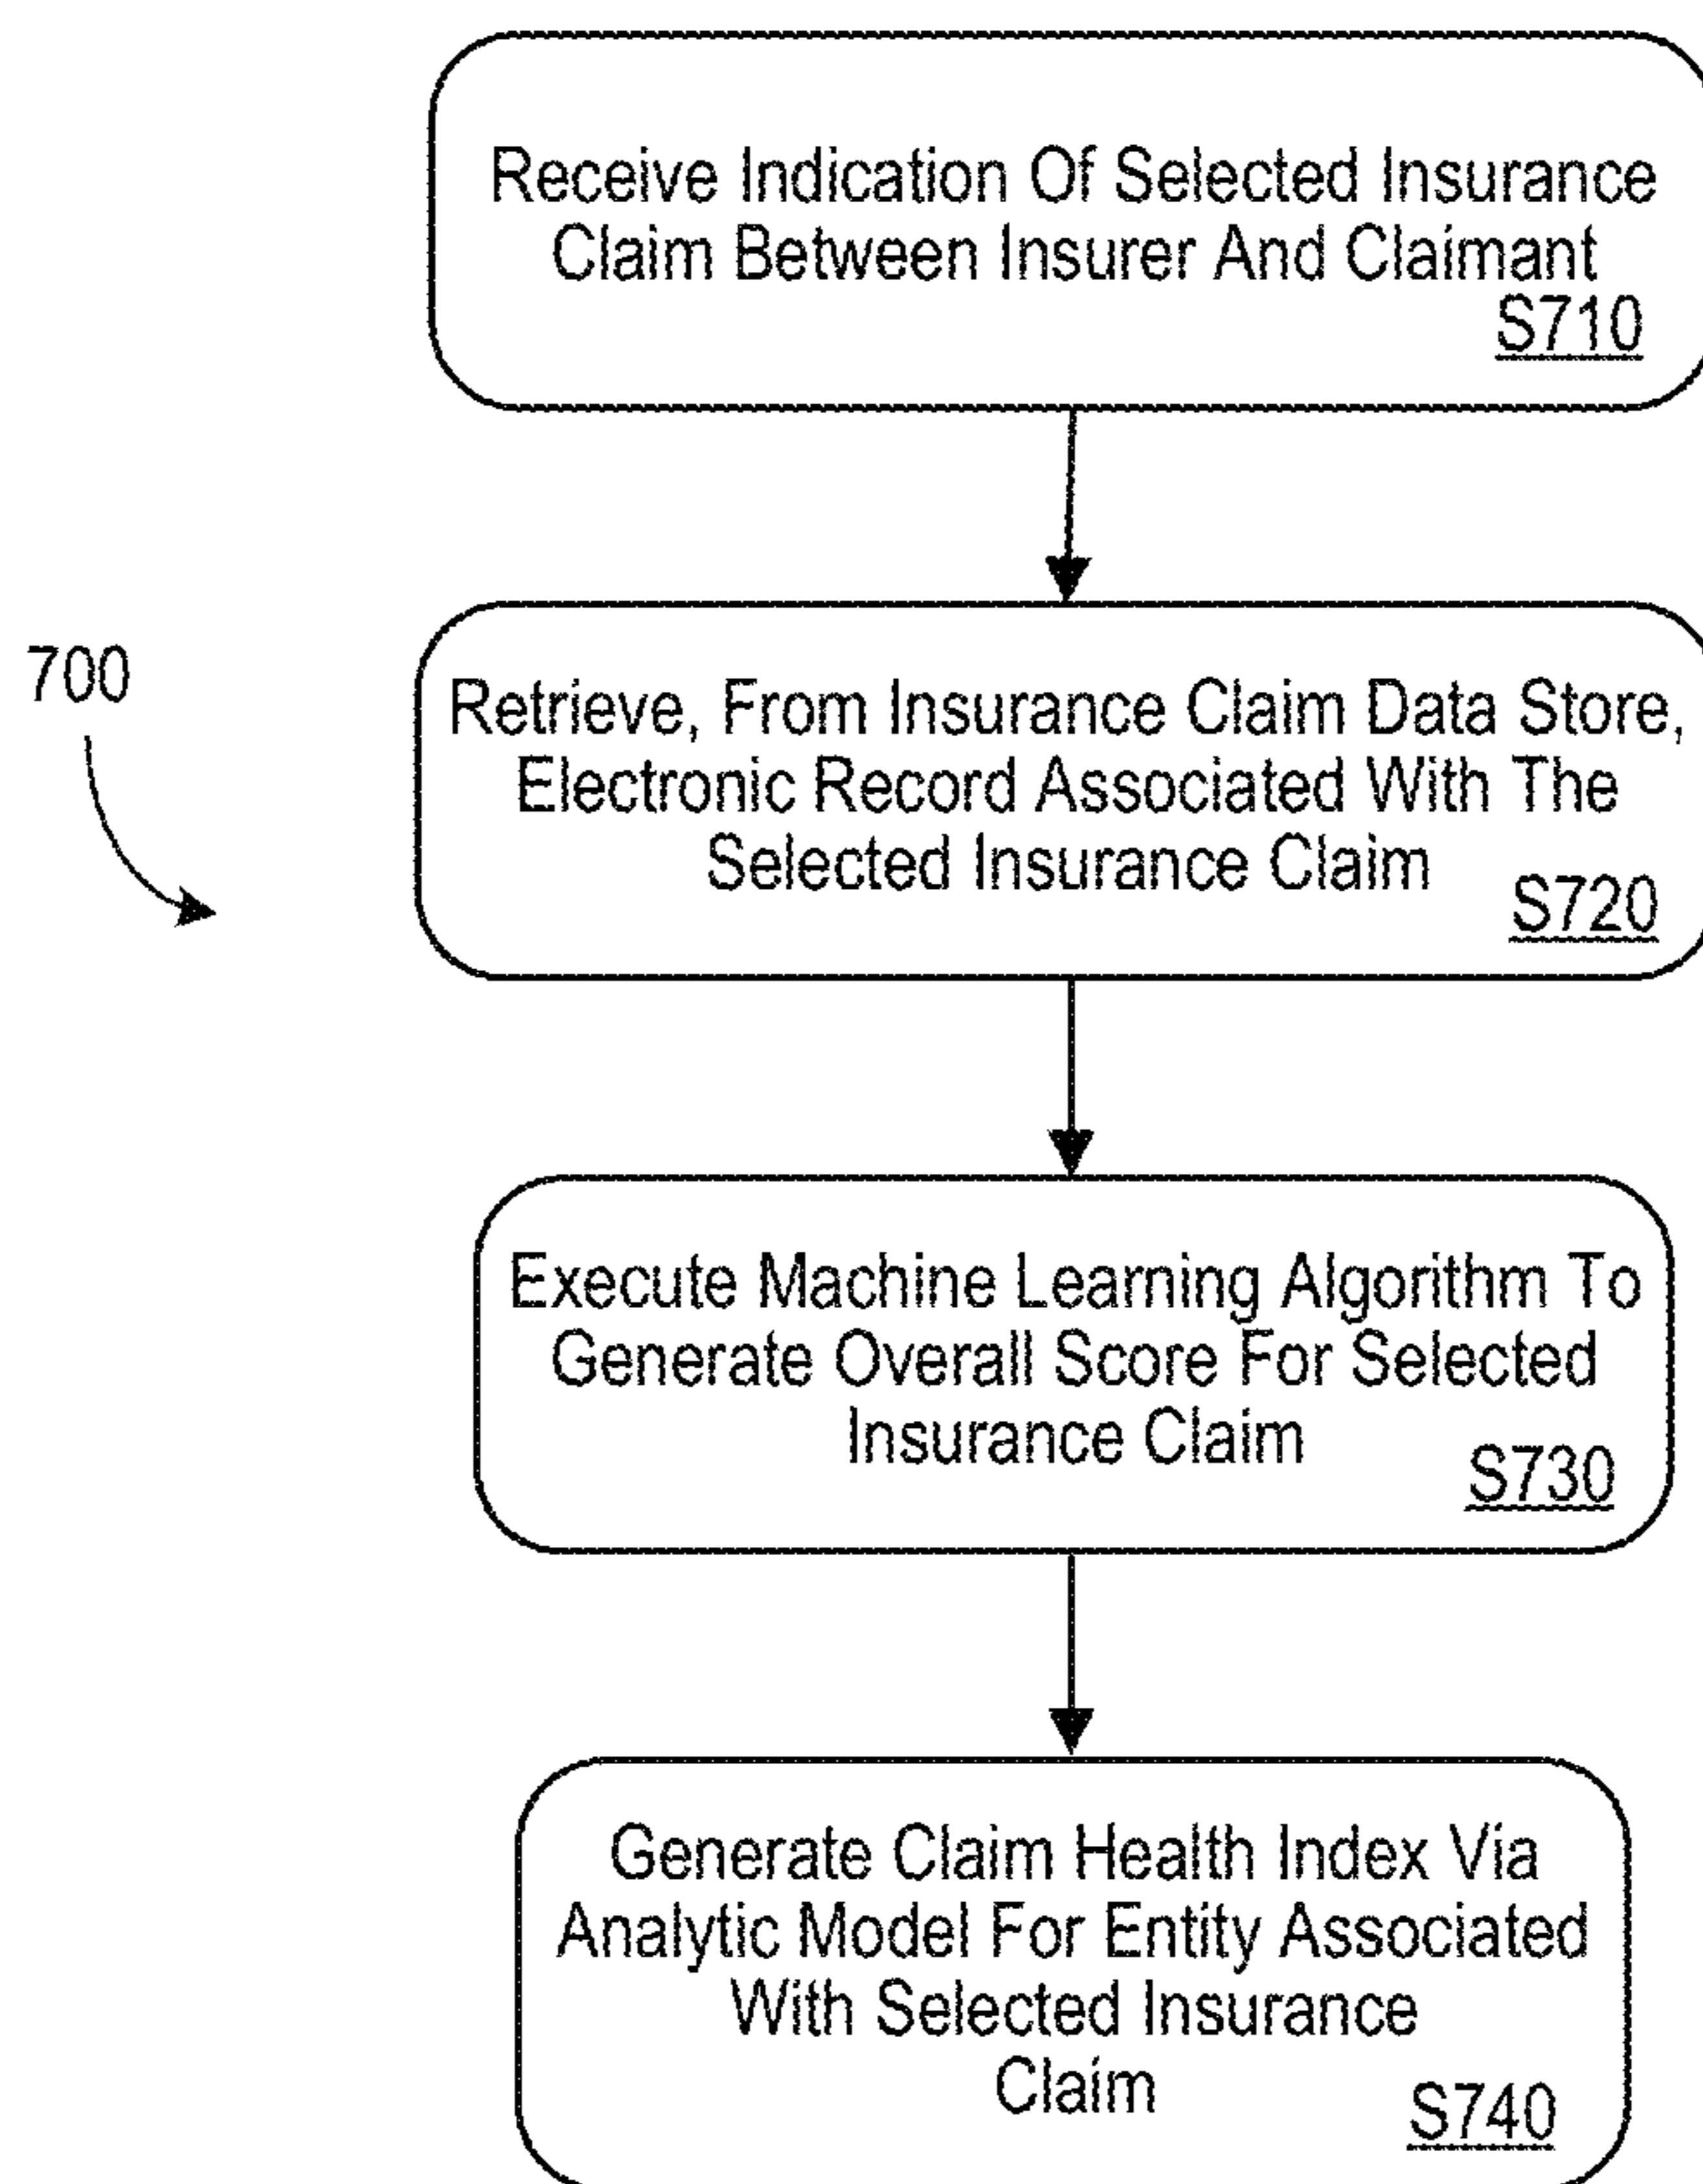 Receive Indication Of Selected Insurance
Claim Between Insurer And Claimant
S710
700
Retrieve, From Insurance Claim Data Store,
Electronic Record Associated With The
Selected Insurance Claim
S720
Execute Machine Learning Algorithm To
Generate Overall Score For Selected
Insurance Claim
S730
Generate Claim Health Index Via
Analytic Model For Entity Associated
With Selected Insurance
Claim
S740